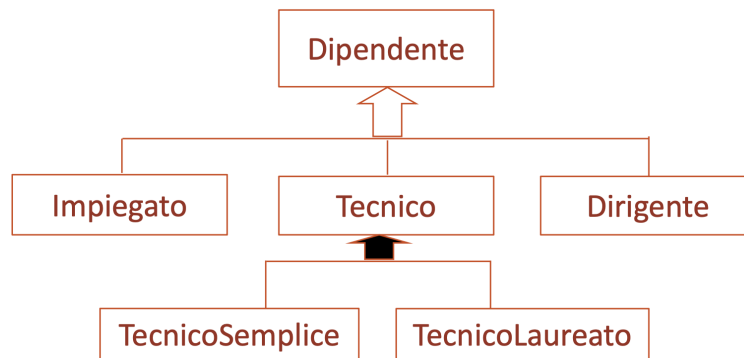 Dipendente
Impiegato
Tecnico
Dirigente
TecnicoSemplice
TecnicoLaureato